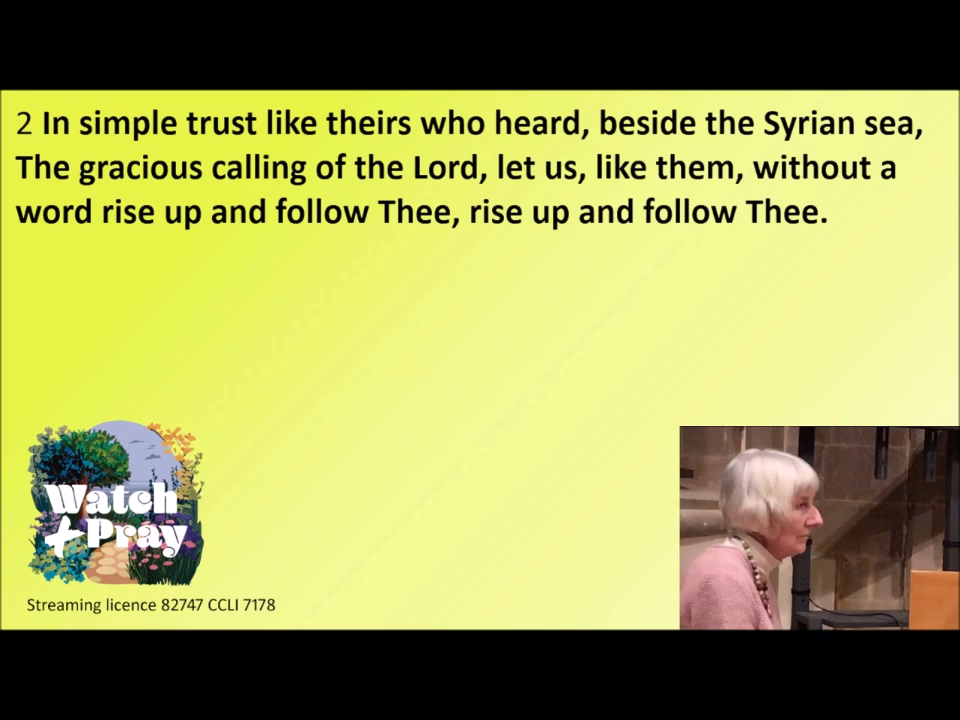 2 In simple trust like theirs who heard, beside the Syrian sea,
The gracious calling of the Lord, let us, like them, without a
word rise up and follow Thee, rise up and follow Thee.
Watch
+Pray
Streaming licence 82747 CCLI 7178